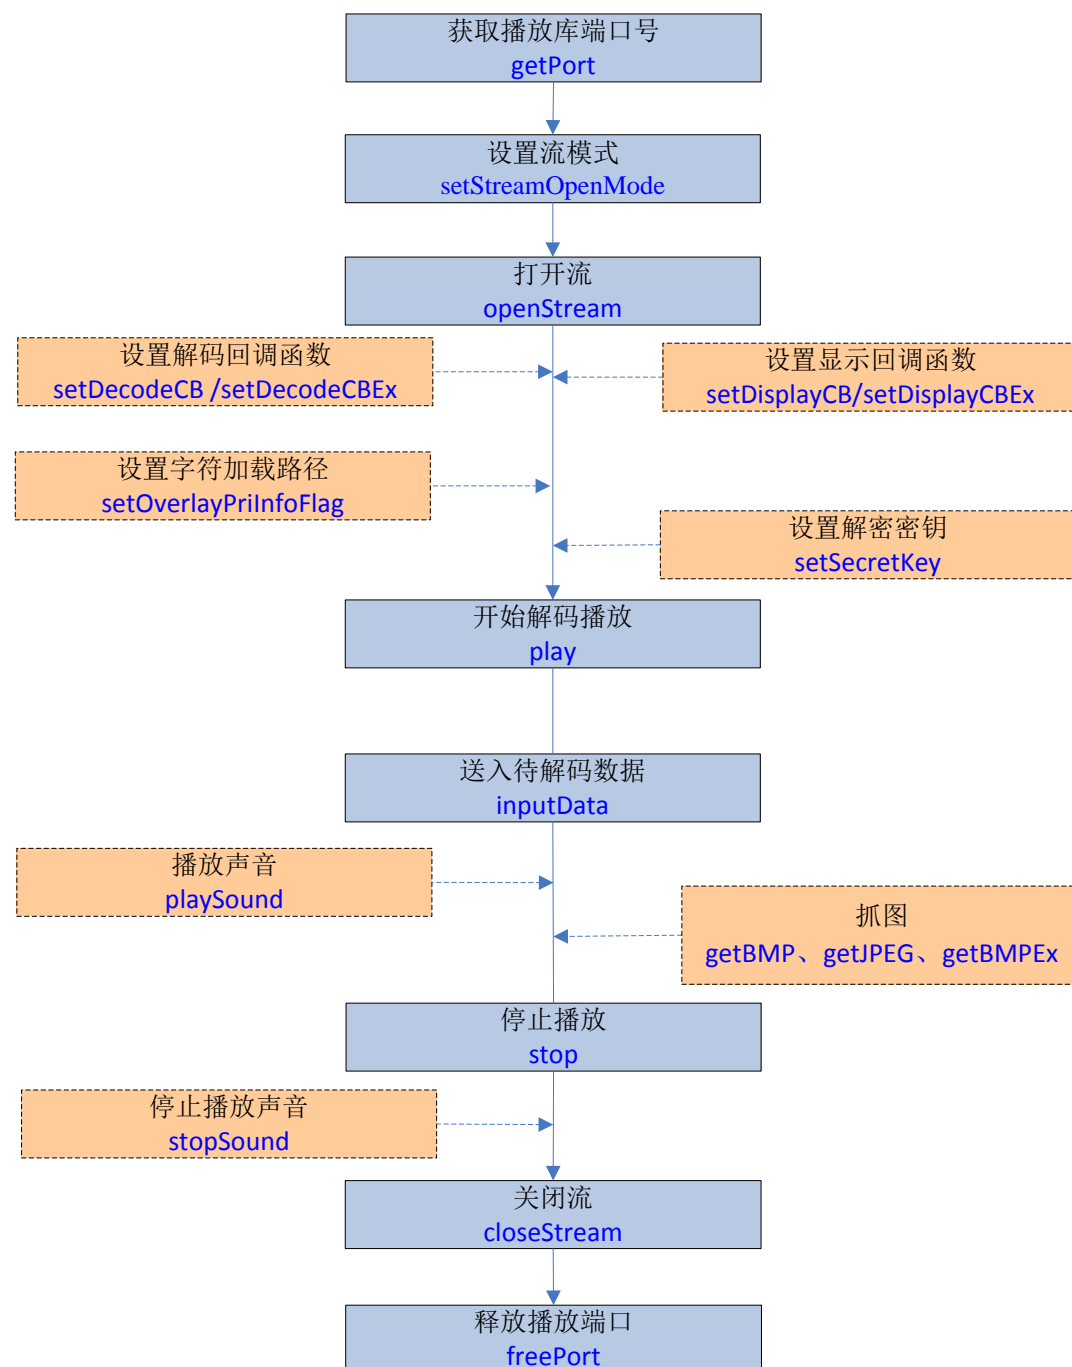 获取播放库端口号
getPort
设置流模式
setStreamOpenMode
打开流
openStream
设置解码回调函数
setDecodeCB /setDecodeCBEx
设置显示回调函数
setDisplayCB/setDisplayCBEx
设置字符加载路径
setOverlayPriInfoFlag
设置解密密钥
setSecretKey
开始解码播放
play
送入待解码数据
inputData
播放声音
playSound
抓图
getBMP、getJPEG、getBMPEx
停止播放
stop
停止播放声音
stopSound
关闭流
closeStream
释放播放端口
freePort